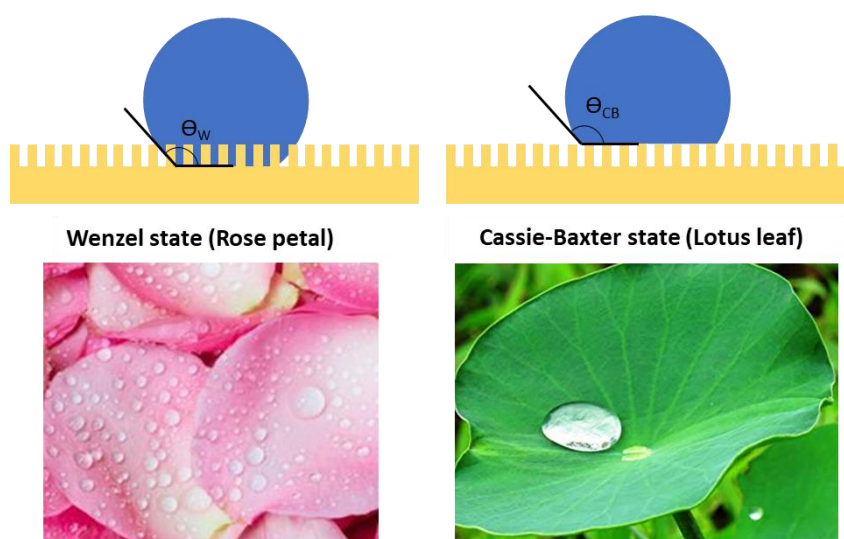 ϴW
ϴCB
Wenzel state (Rose petal)
Cassie-Baxter state (Lotus leaf)